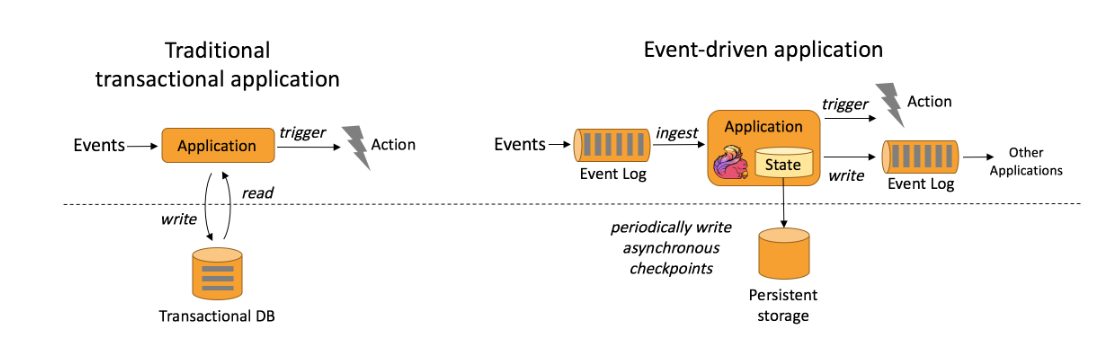 Traditional
transactional application
Events
Application
trigger
Action
write
read
Transactional DB
Event-driven application
Events
Event Log
ingest
Application
State
trigger
Action
write
Event Log
Other
Applications
periodically write
asynchronous
checkpoints
Persistent
storage